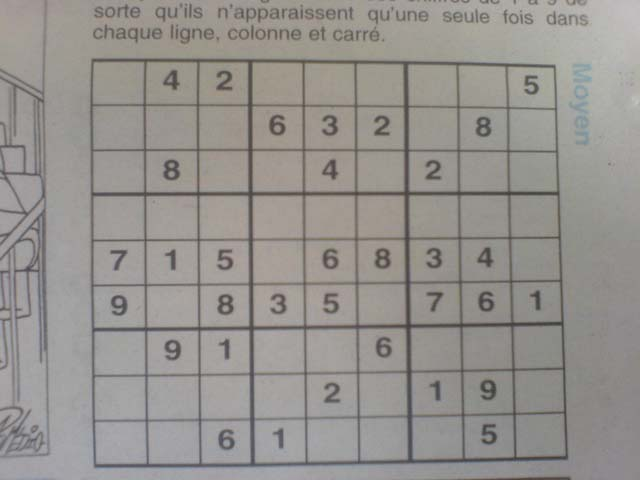 sorte qu'ils n'apparaissent qu'une seule fois dans
chaque ligne, colonne et carré.
Moyen
4 2 5
6 3 2 8
8 4 2
7 1 5 6 8 3 4
9 8 3 5 7 6 1
9 1 6
2 1 9
6 1 5